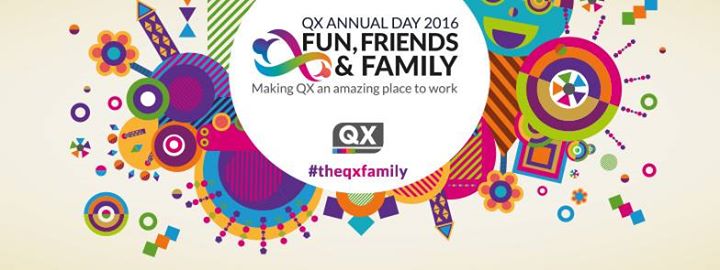 QX ANNUAL DAY 2016
FUN, FRIENDS
& FAMILY
Making QX an amazing place to work
QX
#theqxfamily